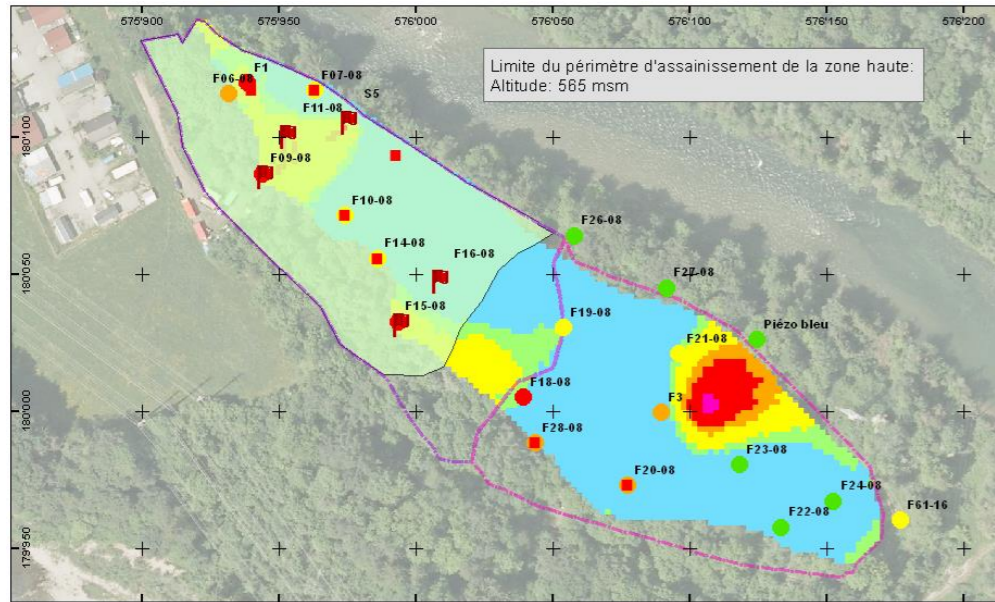 575'900
575'950
576'000
576'050
576'100
576'150
576'200
Limite du périmètre d'assainissement de la zone haute:
Altitude: 565 msm
F1
F06-08
F07-08
S5
F11-08
180'100
F09-08
F10-08
F26-08
F14-08
F16-08
180'050
F27-08
F15-08
F19-08
Piézo bleu
F21-08
F18-08
180'000
F3
F28-08
F23-08
F20-08
F24-08
F61-16
F22-08
179'950